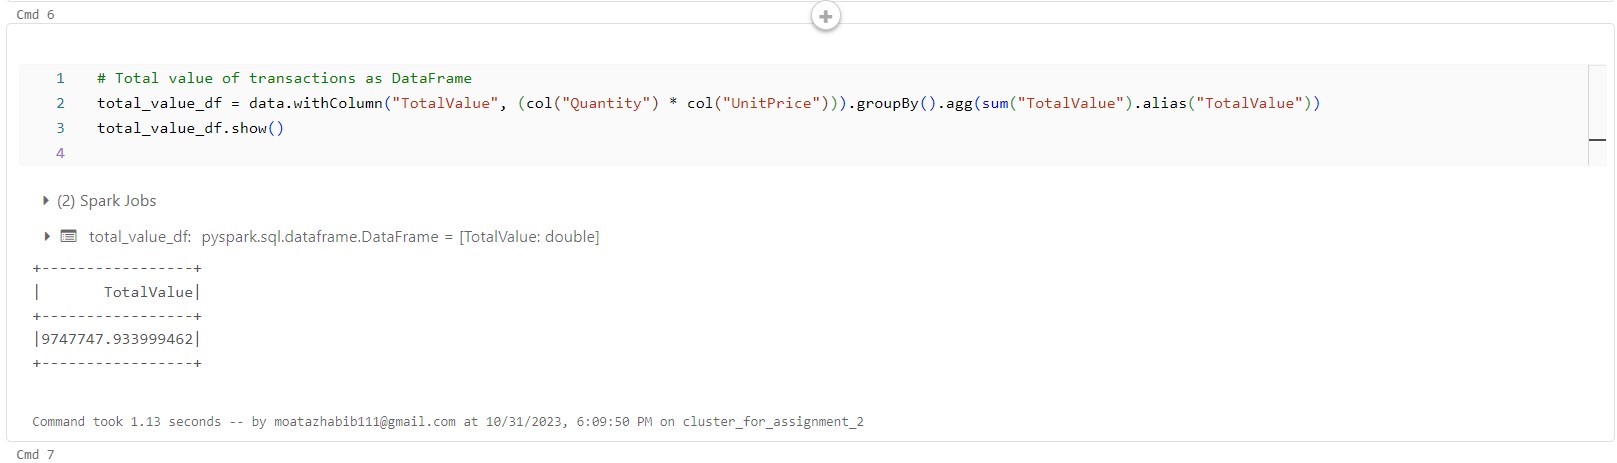 Cmd 6
1 # Total value of transactions as DataFrame
2 total_value_df = data.withColumn("TotalValue", (col("Quantity") * col("UnitPrice"))).groupBy().agg(sum("TotalValue").alias("TotalValue"))
3 total_value_df.show()
4
(2) Spark Jobs
total_value_df: pyspark.sql.dataframe.DataFrame = [TotalValue: double]
+-----------------+
|       TotalValue|
+-----------------+
|9747747.933999462|
+-----------------+
Command took 1.13 seconds -- by moatazhabib111@gmail.com at 10/31/2023, 6:09:50 PM on cluster_for_assignment_2
Cmd 7